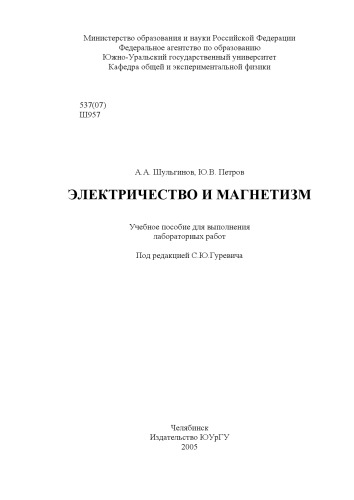 Министерство образования и науки Российской Федерации
Федеральное агентство по образованию
Южно-Уральский государственный университет
Кафедра общей и экспериментальной физики
537(07)
Ш957
А.А. Шульгинов, Ю.В. Петров
ЭЛЕКТРИЧЕСТВО И МАГНЕТИЗМ
Учебное пособие для выполнения
лабораторных работ
Под редакцией С.Ю.Гуревича
Челябинск
Издательство ЮУрГУ
2005